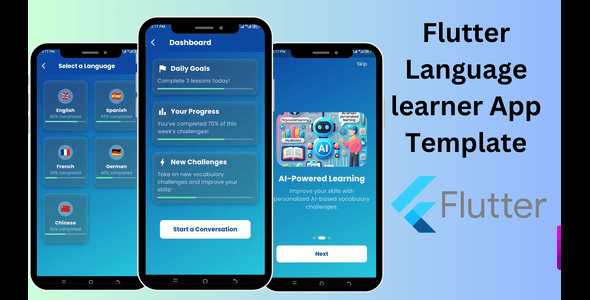 Flutter
Language
learner App
Template
Flutter
Select a Language
English
Spanish
French
German
Chinese
Dashboard
Daily Goals
Complete 3 lessons today!
Your Progress
You've completed 70% of
this week's challenges!
New Challenges
Take on new vocabulary
challenges and improve your
skills!
Start a Conversation
Skip
Vocabulary
AI
AI-Powered Learning
Improve your skills with
personalized AI-based vocabulary
challenges.
Next